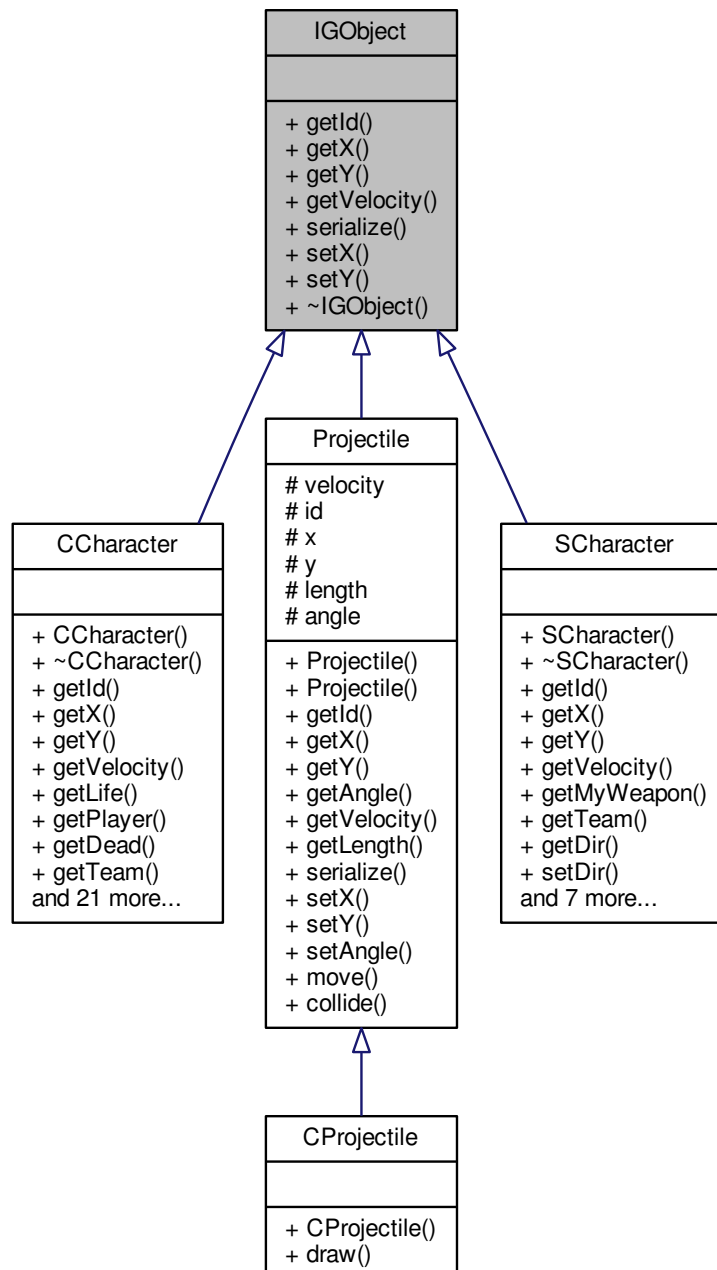 IGObject
+ getId()
+ getX()
+ getY()
+ getVelocity()
+ serialize()
+ setX()
+ setY()
+ ~IGObject()
CCharacter
+ CCharacter()
+ ~CCharacter()
+ getId()
+ getX()
+ getY()
+ getVelocity()
+ getLife()
+ getPlayer()
+ getDead()
+ getTeam()
and 21 more...
Projectile
# velocity
# id
# x
# y
# length
# angle
+ Projectile()
+ Projectile()
+ getId()
+ getX()
+ getY()
+ getAngle()
+ getVelocity()
+ getLength()
+ serialize()
+ setX()
+ setY()
+ setAngle()
+ move()
+ collide()
SCharacter
+ SCharacter()
+ ~SCharacter()
+ getId()
+ getX()
+ getY()
+ getVelocity()
+ getMyWeapon()
+ getTeam()
+ getDir()
+ setDir()
and 7 more...
CProjectile
+ CProjectile()
+ draw()